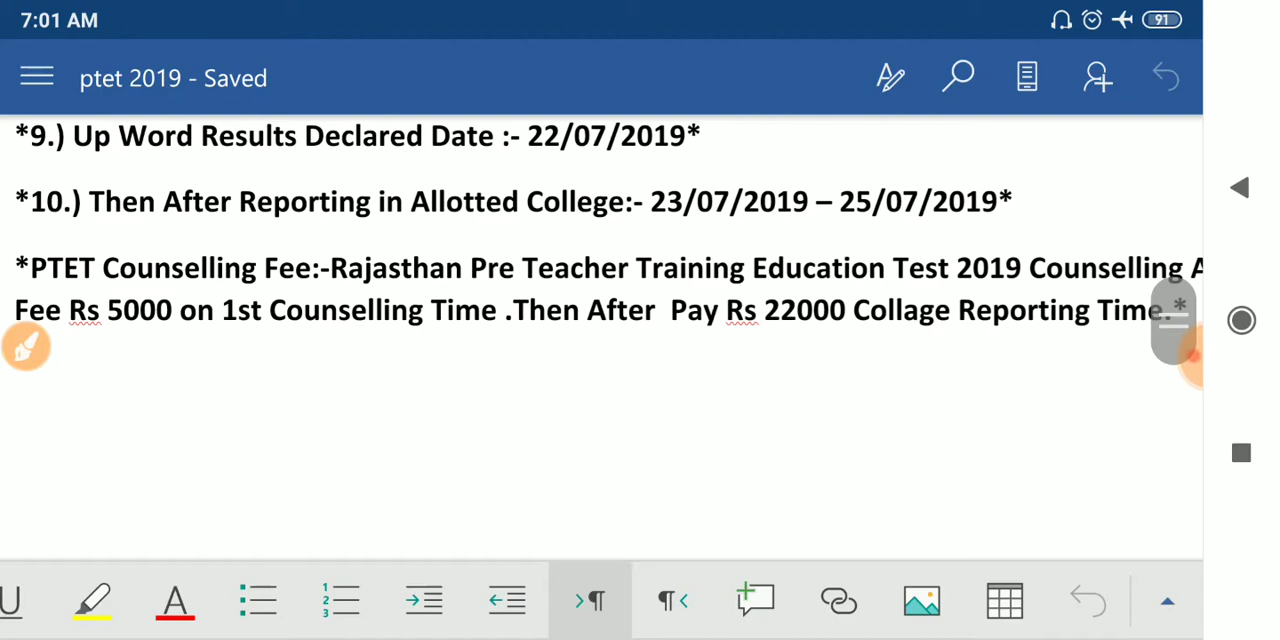 7:01 AM
91
ptet 2019 - Saved
*9.) Up Word Results Declared Date :- 22/07/2019*
*10.) Then After Reporting in Allotted College:- 23/07/2019 – 25/07/2019*
*PTET Counselling Fee:-Rajasthan Pre Teacher Training Education Test 2019 Counselling A
Fee Rs 5000 on 1st Counselling Time .Then After Pay Rs 22000 Collage Reporting Time.*